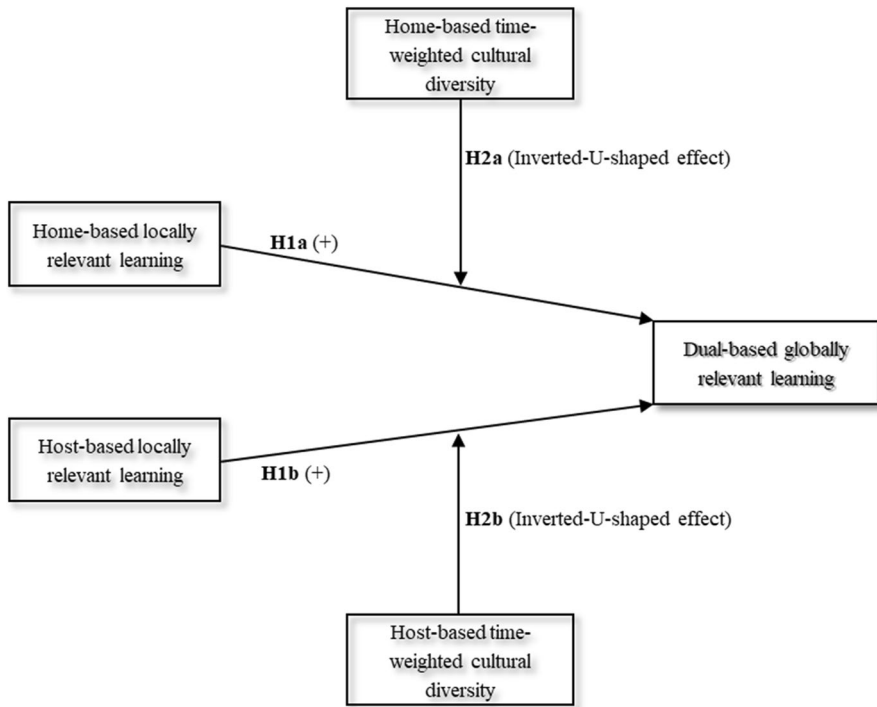 Home-based time-
weighted cultural
diversity
H2a (Inverted-U-shaped effect)
Home-based locally
relevant learning
H1a (+)
Dual-based globally
relevant learning
Host-based locally
relevant learning
H1b (+)
H2b (Inverted-U-shaped effect)
Host-based time-
weighted cultural
diversity